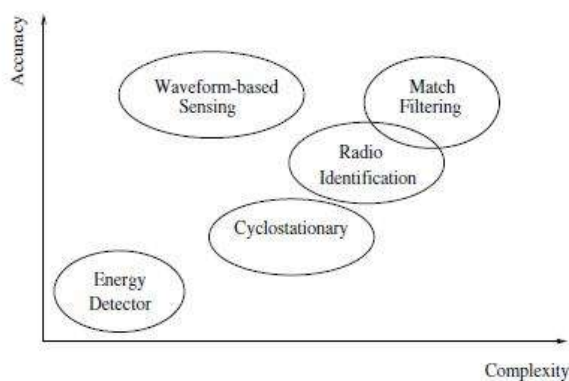 Accuracy
Waveform-based
Sensing
Match
Filtering
Radio
Identification
Cyclostationary
Energy
Detector
Complexity